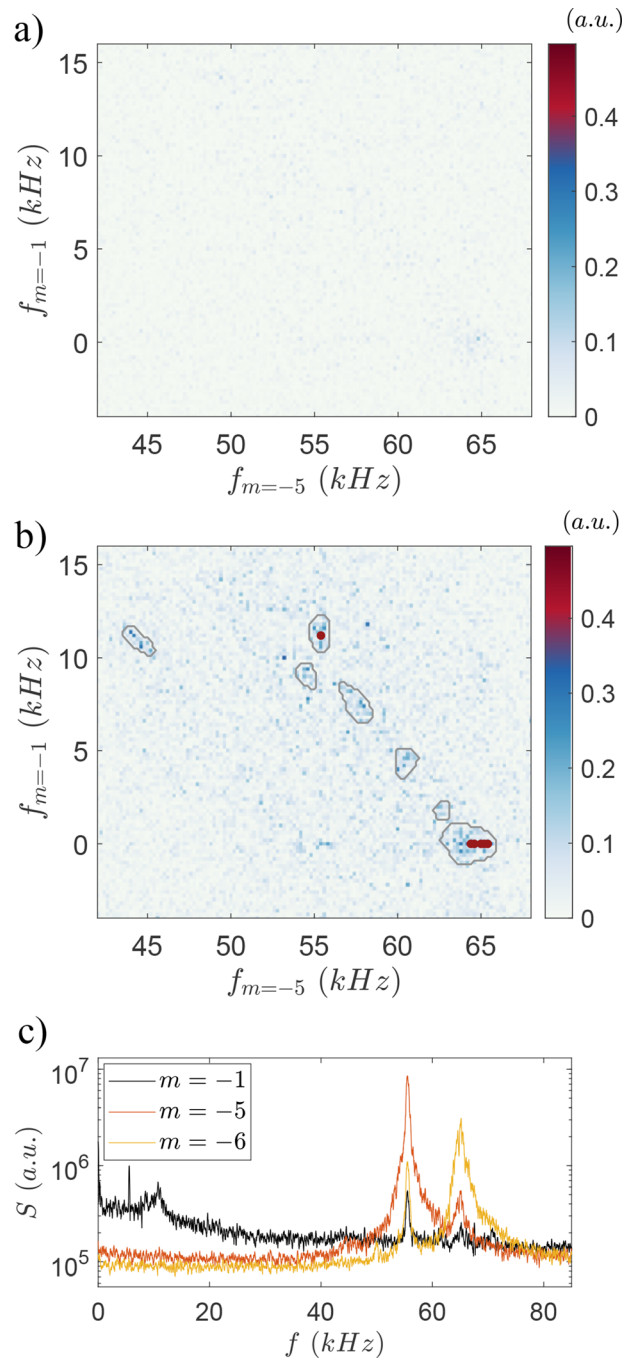 a)
(a.u.)
15
10
5
0
f_{m=−1} (kHz)
45 50 55 60 65
f_{m=−5} (kHz)
0.4
0.3
0.2
0.1
0
b)
(a.u.)
15
10
5
0
f_{m=−1} (kHz)
45 50 55 60 65
f_{m=−5} (kHz)
0.4
0.3
0.2
0.1
0
c)
10^7
10^6
10^5
S (a.u.)
m = −1
m = −5
m = −6
0 20 40 60 80
f (kHz)